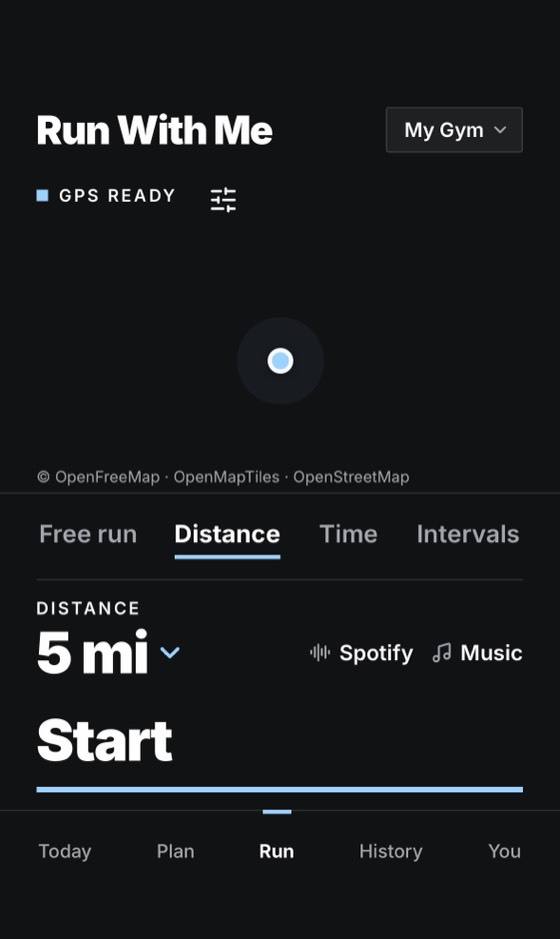 Run With Me
My Gym
GPS READY
© OpenFreeMap · OpenMapTiles · OpenStreetMap
Free run Distance Time Intervals
DISTANCE
5 mi
Spotify Music
Start
Today Plan Run History You